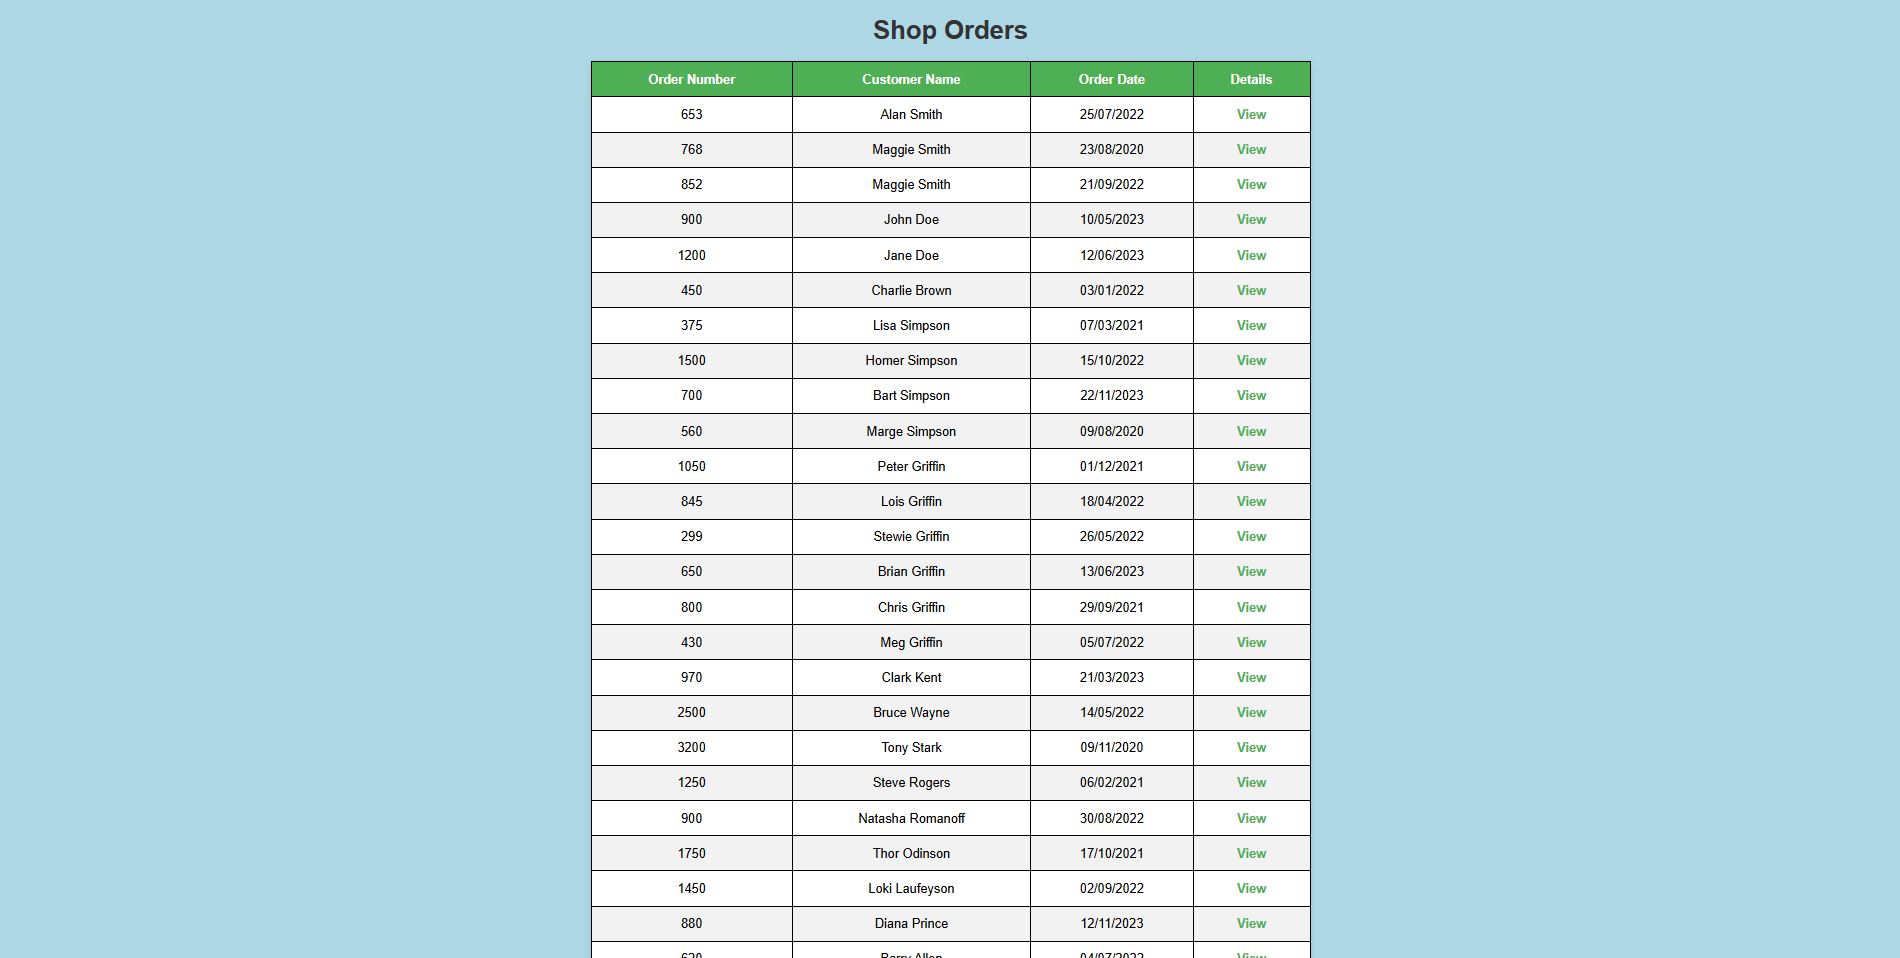 Shop Orders
Order Number Customer Name Order Date Details
653 Alan Smith 25/07/2022 View
768 Maggie Smith 23/08/2020 View
852 Maggie Smith 21/09/2022 View
900 John Doe 10/05/2023 View
1200 Jane Doe 12/06/2023 View
450 Charlie Brown 03/01/2022 View
375 Lisa Simpson 07/03/2021 View
1500 Homer Simpson 15/10/2022 View
700 Bart Simpson 22/11/2023 View
560 Marge Simpson 09/08/2020 View
1050 Peter Griffin 01/12/2021 View
845 Lois Griffin 18/04/2022 View
299 Stewie Griffin 26/05/2022 View
650 Brian Griffin 13/06/2023 View
800 Chris Griffin 29/09/2021 View
430 Meg Griffin 05/07/2022 View
970 Clark Kent 21/03/2023 View
2500 Bruce Wayne 14/05/2022 View
3200 Tony Stark 09/11/2020 View
1250 Steve Rogers 06/02/2021 View
900 Natasha Romanoff 30/08/2022 View
1750 Thor Odinson 17/10/2021 View
1450 Loki Laufeyson 02/09/2022 View
880 Diana Prince 12/11/2023 View
Barry Allen View